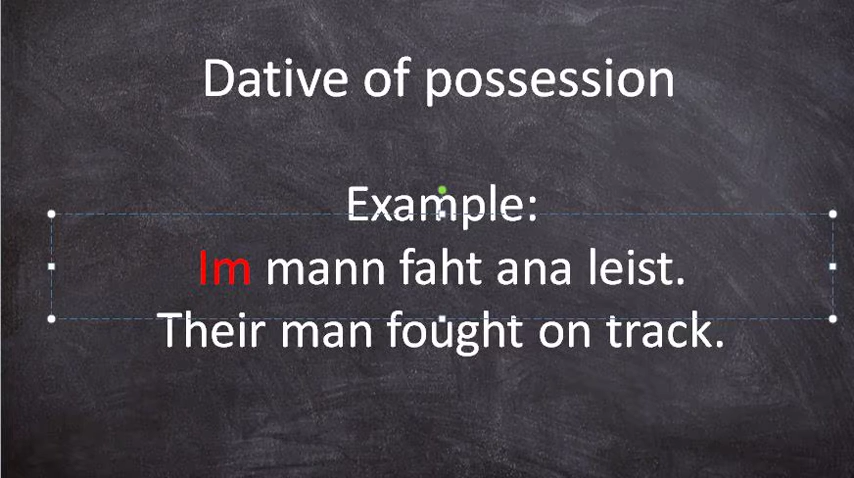 Dative of possession
Example:
Im mann faht ana leist.
Their man fought on track.